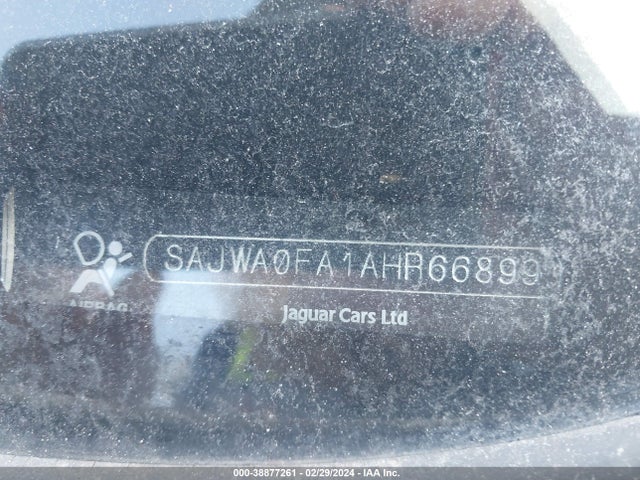 SAJWA0FA1AHR66899
AIRBAG
Jaguar Cars Ltd
000-38877261 - 02/29/2024 - IAA Inc.